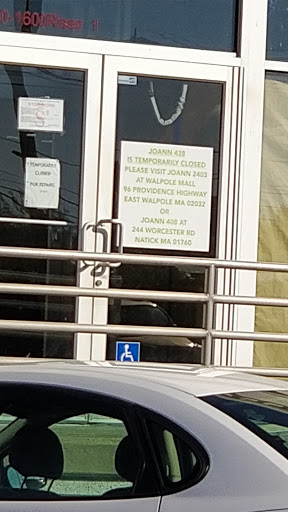 JOANN 438
IS TEMPORARILY CLOSED
PLEASE VISIT JOANN 2403
AT WALPOLE MALL
96 PROVIDENCE HIGHWAY
EAST WALPOLE MA 02032
OR
JOANN 408 AT
244 WORCESTER RD
NATICK MA 01760
TEMPORARILY
CLOSED
FOR REPAIRS